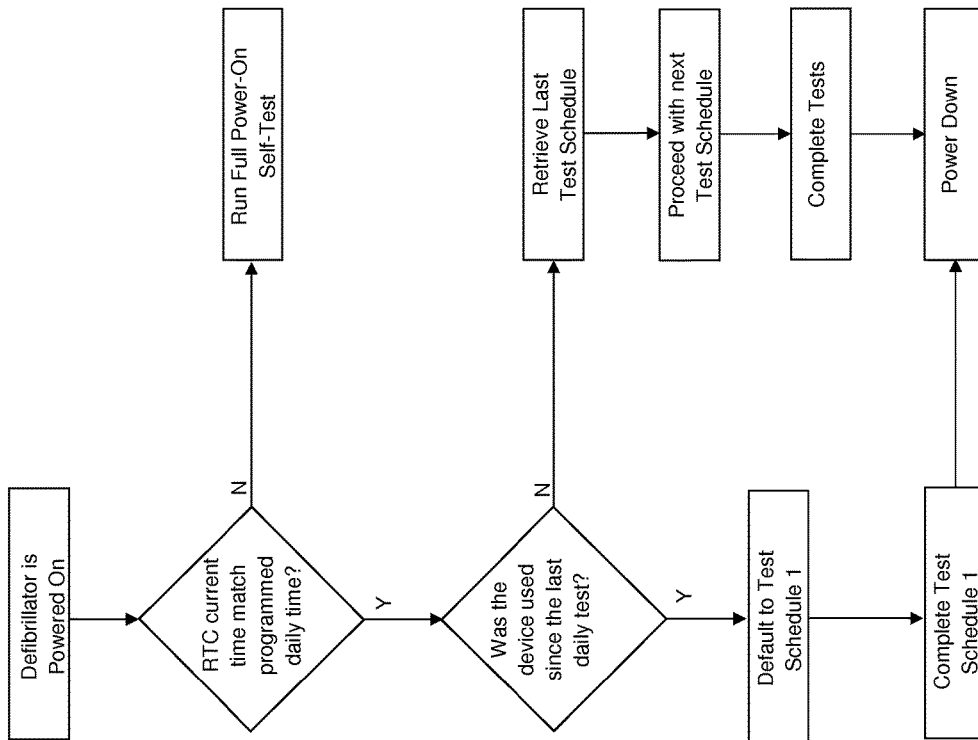 Defibrillator is
Powered On
RTC current
time match
programmed
daily time?
N
Run Full Power-On
Self-Test
Y
Was the
device used
since the last
daily test?
N
Retrieve Last
Test Schedule
Proceed with next
Test Schedule
Complete Tests
Power Down
Y
Default to Test
Schedule 1
Complete Test
Schedule 1